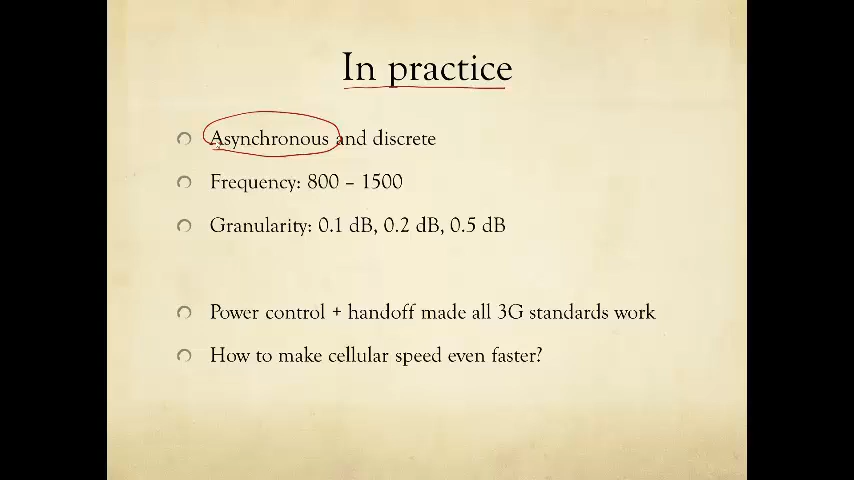 In practice
Asynchronous and discrete
Frequency: 800 – 1500
Granularity: 0.1 dB, 0.2 dB, 0.5 dB
Power control + handoff made all 3G standards work
How to make cellular speed even faster?